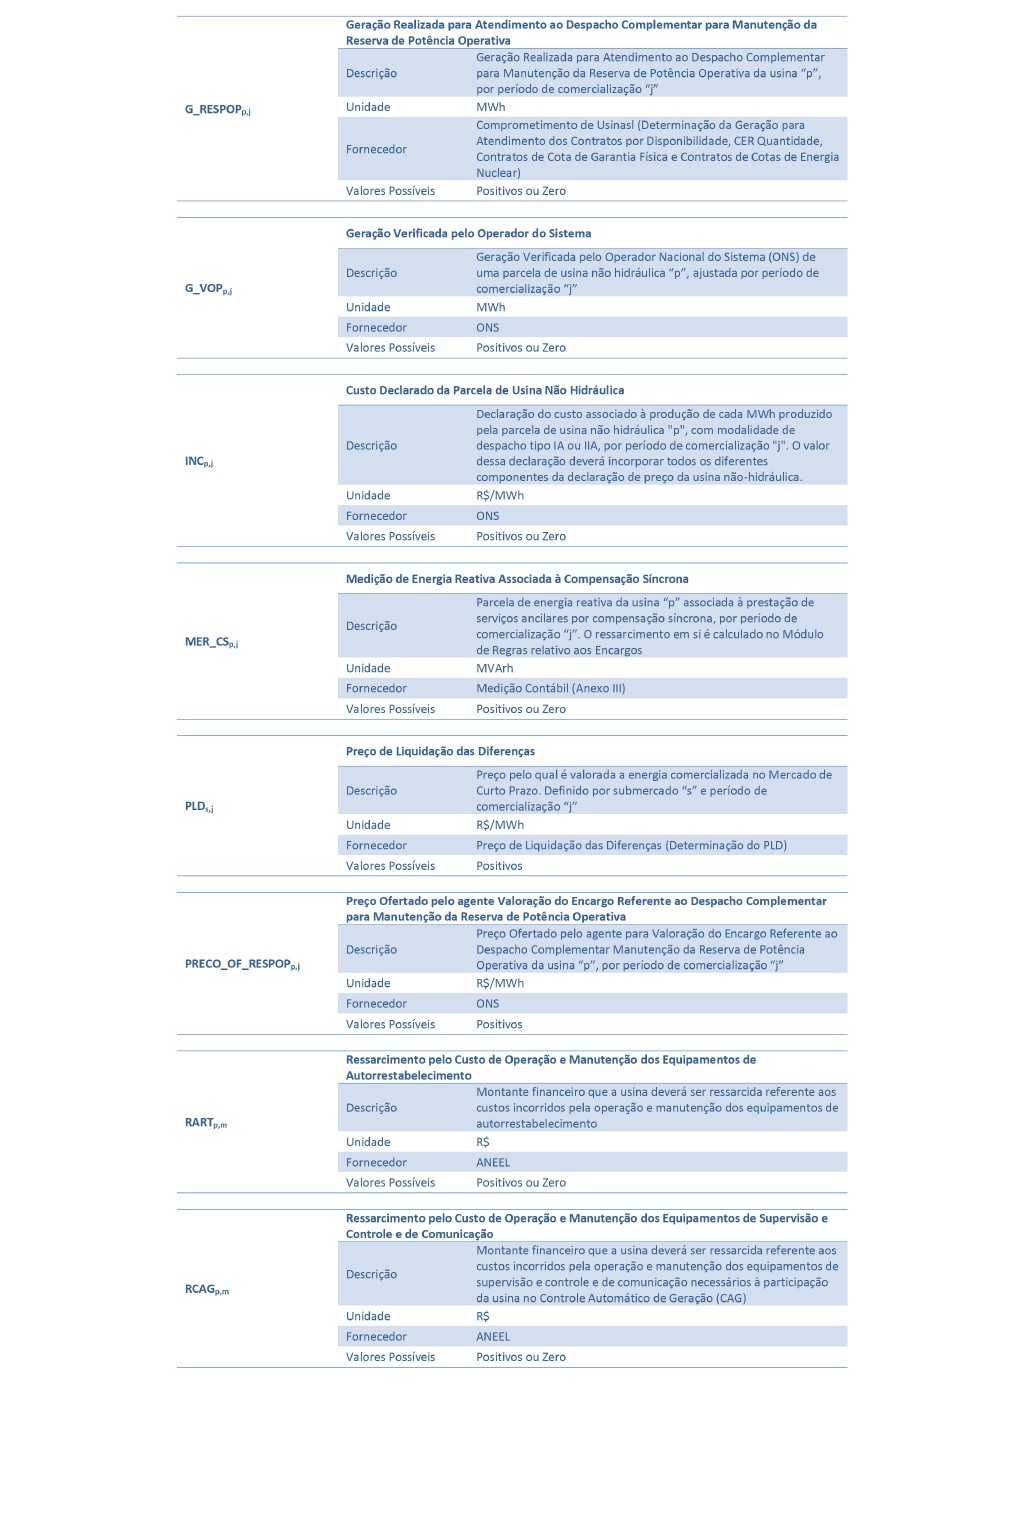 Geração Realizada para Atendimento ao Despacho Complementar para Manutenção da
Reserva de Potência Operativa
G_RESPOPp,j
Descrição
Geração Realizada para Atendimento ao Despacho Complementar
para Manutenção da Reserva de Potência Operativa da usina “p”,
por período de comercialização “j”
Unidade
MWh
Fornecedor
Comprometimento de Usinasl (Determinação da Geração para
Atendimento dos Contratos por Disponibilidade, CER Quantidade,
Contratos de Cota de Garantia Física e Contratos de Cotas de Energia
Nuclear)
Valores Possíveis
Positivos ou Zero
Geração Verificada pelo Operador do Sistema
G_VOPp,j
Descrição
Geração Verificada pelo Operador Nacional do Sistema (ONS) de
uma parcela de usina não hidráulica “p”, ajustada por período de
comercialização “j”
Unidade
MWh
Fornecedor
ONS
Valores Possíveis
Positivos ou Zero
Custo Declarado da Parcela de Usina Não Hidráulica
INCp,j
Descrição
Declaração do custo associado à produção de cada MWh produzido
pela parcela de usina não hidráulica "p", com modalidade de
despacho tipo IA ou IIA, por período de comercialização "j". O valor
dessa declaração deverá incorporar todos os diferentes
componentes da declaração de preço da usina não-hidráulica.
Unidade
R$/MWh
Fornecedor
ONS
Valores Possíveis
Positivos ou Zero
Medição de Energia Reativa Associada à Compensação Síncrona
MER_CSp,j
Descrição
Parcela de energia reativa da usina “p” associada à prestação de
serviços ancilares por compensação síncrona, por período de
comercialização “j”. O ressarcimento em si é calculado no Módulo
de Regras relativo aos Encargos
Unidade
MVArh
Fornecedor
Medição Contábil (Anexo III)
Valores Possíveis
Positivos ou Zero
Preço de Liquidação das Diferenças
PLDs,j
Descrição
Preço pelo qual é valorada a energia comercializada no Mercado de
Curto Prazo. Definido por submercado “s” e período de
comercialização “j”
Unidade
R$/MWh
Fornecedor
Preço de Liquidação das Diferenças (Determinação do PLD)
Valores Possíveis
Positivos
Preço Ofertado pelo agente Valoração do Encargo Referente ao Despacho Complementar
para Manutenção da Reserva de Potência Operativa
PRECO_OF_RESPOPp,j
Descrição
Preço Ofertado pelo agente para Valoração do Encargo Referente ao
Despacho Complementar Manutenção da Reserva de Potência
Operativa da usina “p”, por período de comercialização “j”
Unidade
R$/MWh
Fornecedor
ONS
Valores Possíveis
Positivos
Ressarcimento pelo Custo de Operação e Manutenção dos Equipamentos de
Autorrestabelecimento
RARTp,m
Descrição
Montante financeiro que a usina deverá ser ressarcida referente aos
custos incorridos pela operação e manutenção dos equipamentos de
autorrestabelecimento
Unidade
R$
Fornecedor
ANEEL
Valores Possíveis
Positivos ou Zero
Ressarcimento pelo Custo de Operação e Manutenção dos Equipamentos de Supervisão e
Controle e de Comunicação
RCAGp,m
Descrição
Montante financeiro que a usina deverá ser ressarcida referente aos
custos incorridos pela operação e manutenção dos equipamentos de
supervisão e controle e de comunicação necessários à participação
da usina no Controle Automático de Geração (CAG)
Unidade
R$
Fornecedor
ANEEL
Valores Possíveis
Positivos ou Zero